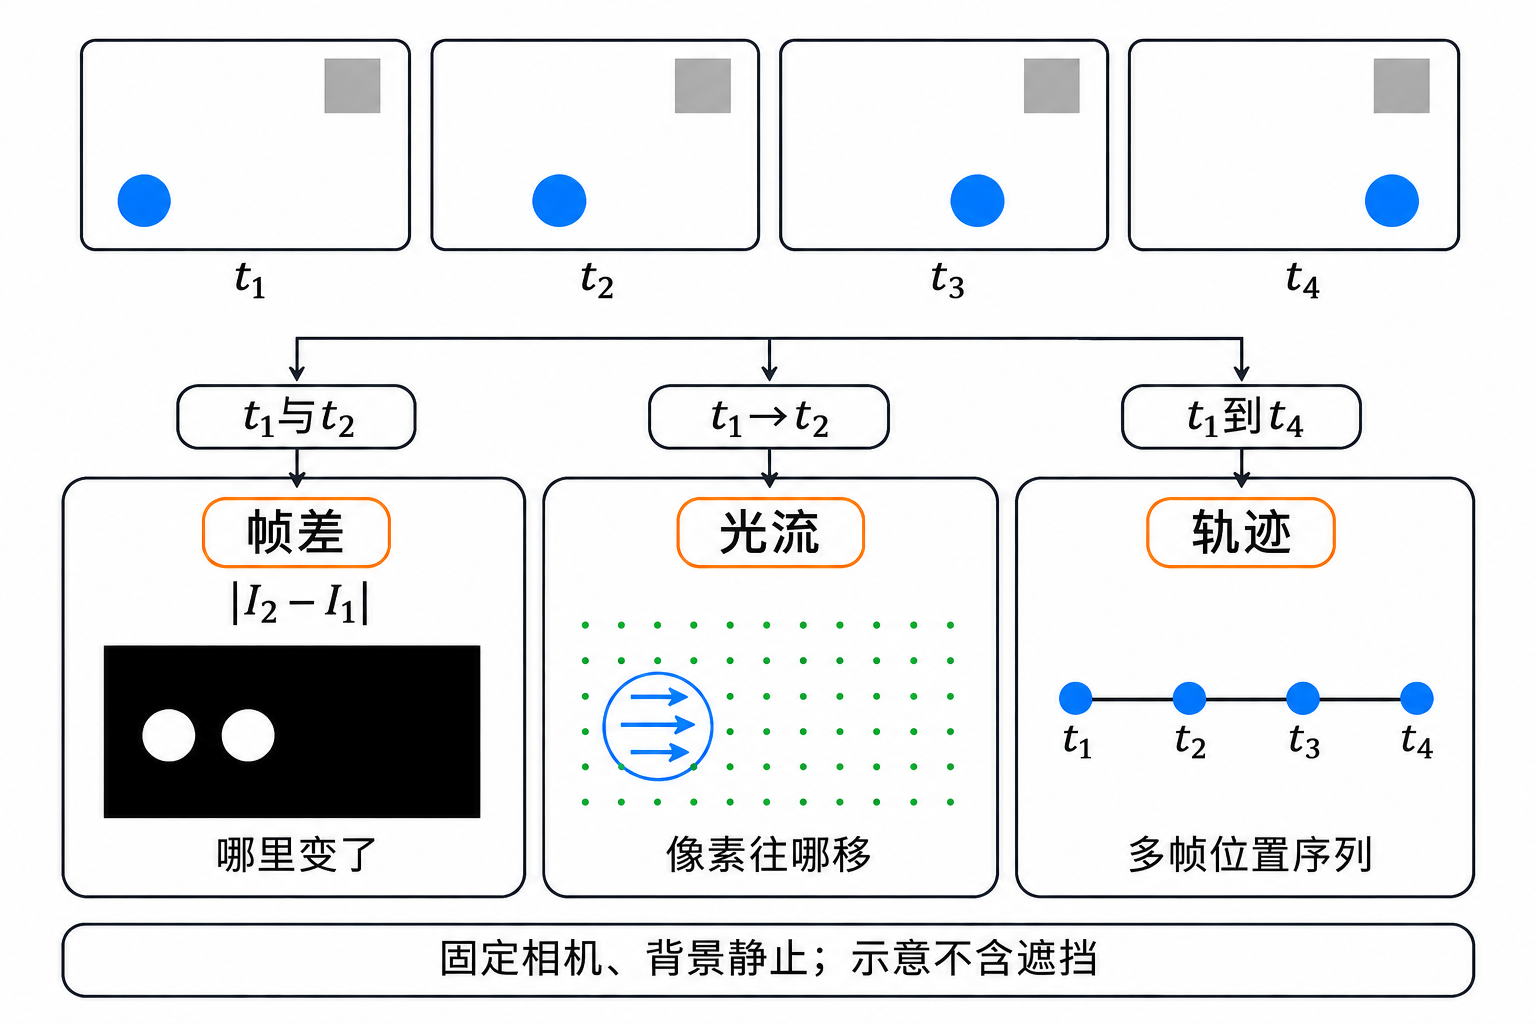 t₁ t₂ t₃ t₄
t₁与t₂ t₁→t₂ t₁到t₄
帧差 光流 轨迹
|I₂ − I₁|
t₁ t₂ t₃ t₄
哪里变了 像素往哪移 多帧位置序列
固定相机、背景静止；示意不含遮挡